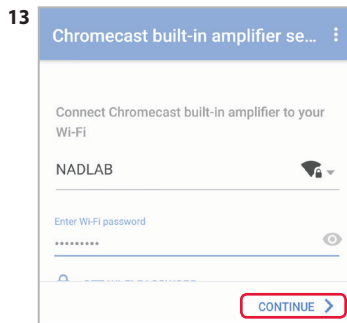 13
Chromecast built-in amplifier se...
Connect Chromecast built-in amplifier to your
Wi-Fi
NADLAB
Enter Wi-Fi password
•••••••••
CONTINUE